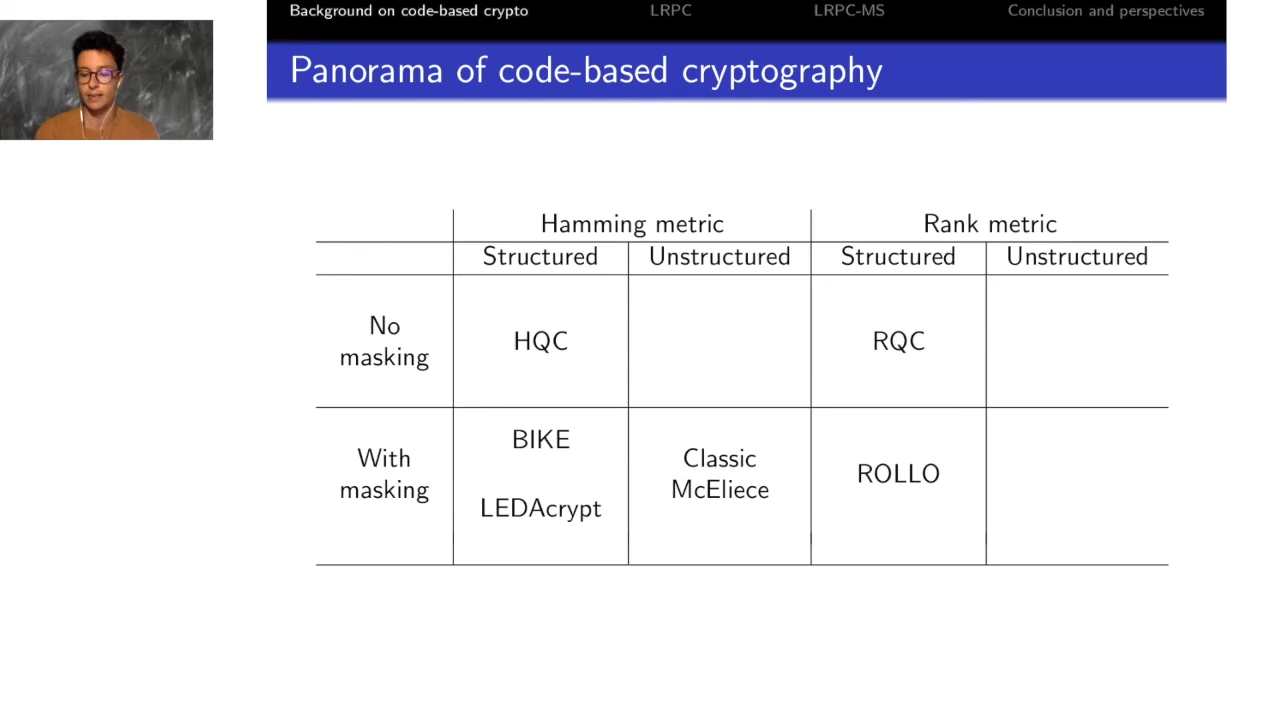 Background on code-based crypto LRPC LRPC-MS Conclusion and perspectives
Panorama of code-based cryptography
Hamming metric Rank metric
Structured Unstructured Structured Unstructured
No
masking
HQC RQC
BIKE
With
masking
LEDAcrypt
Classic
McEliece
ROLLO